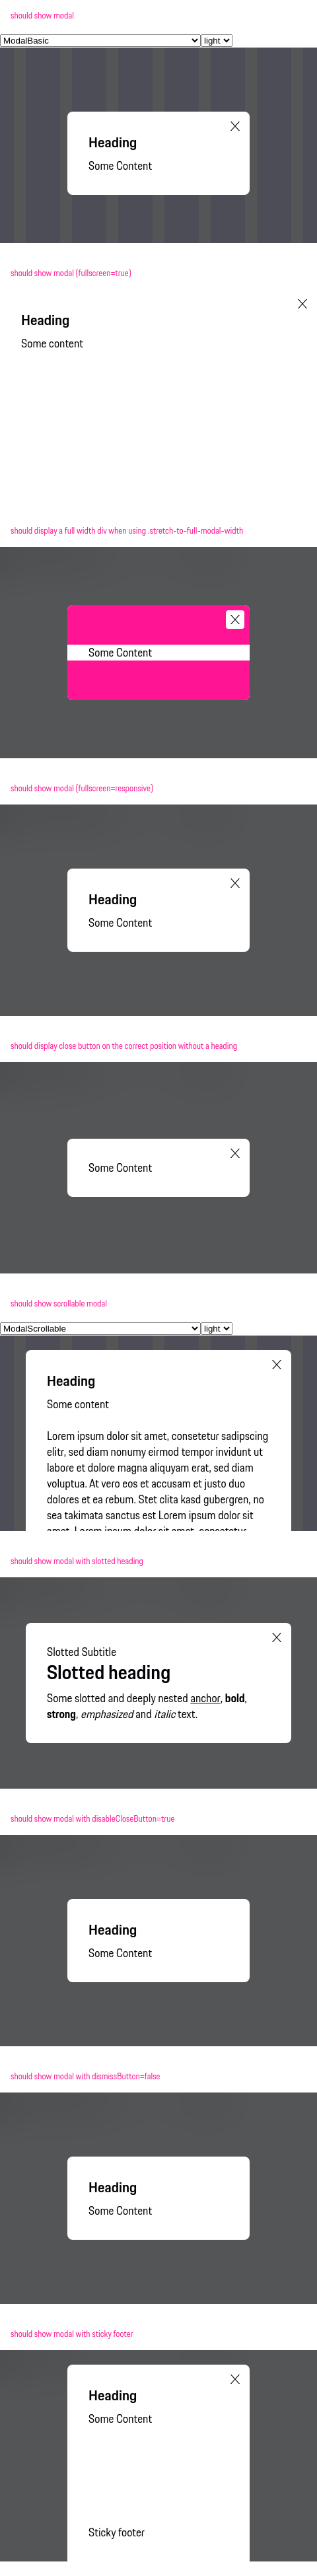 should show modal
ModalBasic light
Heading
Some Content
should show modal (fullscreen=true)
Heading
Some content
should display a full width div when using .stretch-to-full-modal-width
Some Content
should show modal (fullscreen=responsive)
Heading
Some Content
should display close button on the correct position without a heading
Some Content
should show scrollable modal
ModalScrollable light
Heading
Some content
Lorem ipsum dolor sit amet, consetetur sadipscing
elitr, sed diam nonumy eirmod tempor invidunt ut
labore et dolore magna aliquyam erat, sed diam
voluptua. At vero eos et accusam et justo duo
dolores et ea rebum. Stet clita kasd gubergren, no
sea takimata sanctus est Lorem ipsum dolor sit
amet. Lorem ipsum dolor sit amet, consetetur
should show modal with slotted heading
Slotted Subtitle
Slotted heading
Some slotted and deeply nested anchor, bold,
strong, emphasized and italic text.
should show modal with disableCloseButton=true
Heading
Some Content
should show modal with dismissButton=false
Heading
Some Content
should show modal with sticky footer
Heading
Some Content
Sticky footer